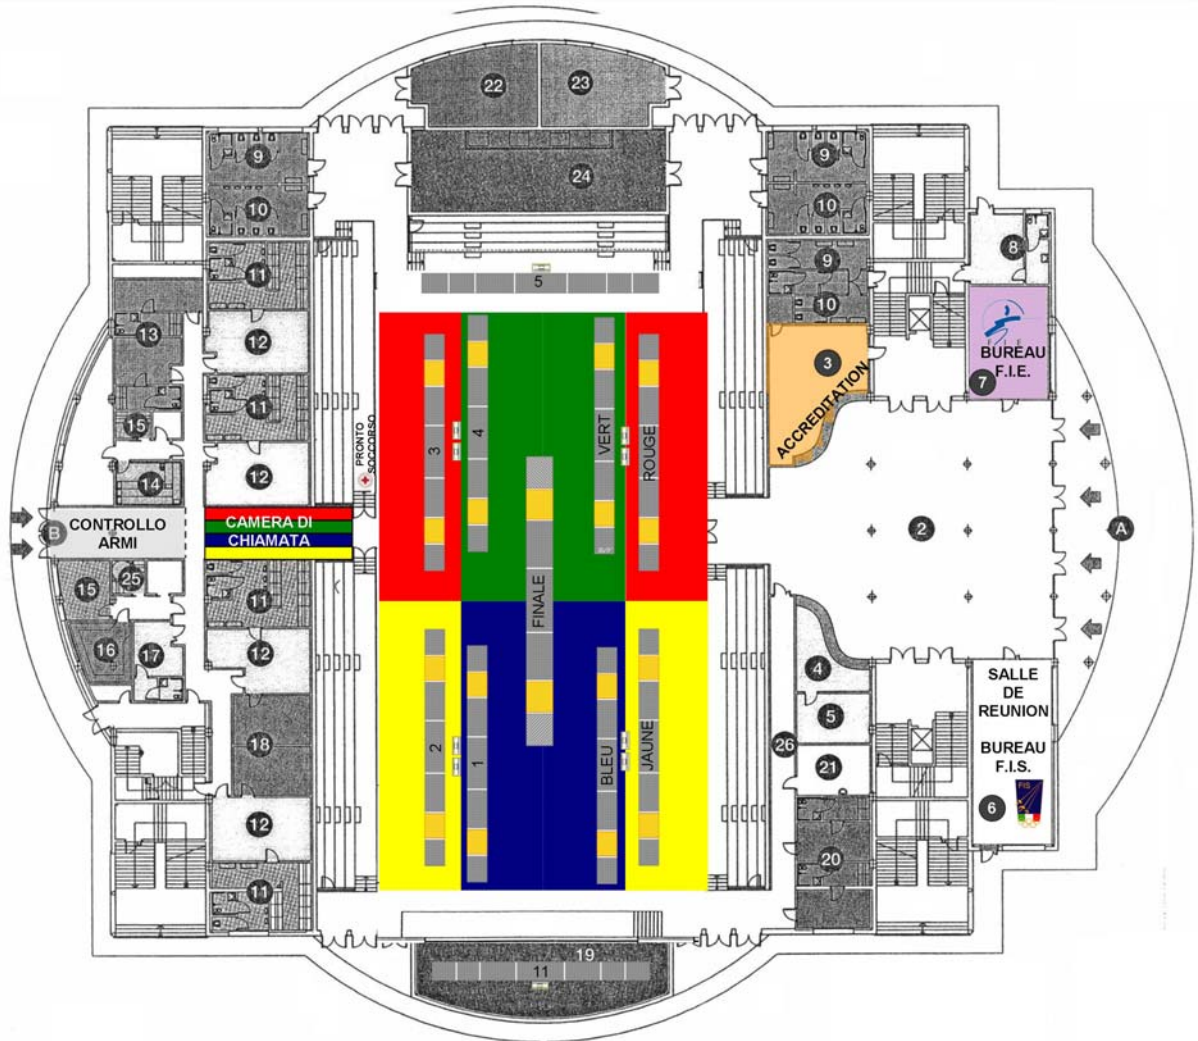 22
23
24
9
10
11
12
11
12
13
15
14
9
10
9
10
8
5
3
ACCREDITATION
F I E
BUREAU
F.I.E.
7
PRONTO
SOCCORSO
3
4
VERT
ROUGE
B
CONTROLLO
ARMI
CAMERA DI
CHIAMATA
FINALE
2
A
15
25
16
17
11
12
18
12
11
2
1
BLEU
JAUNE
4
5
26
21
20
SALLE
DE
REUNION
BUREAU
F.I.S.
6
FIS
19
11